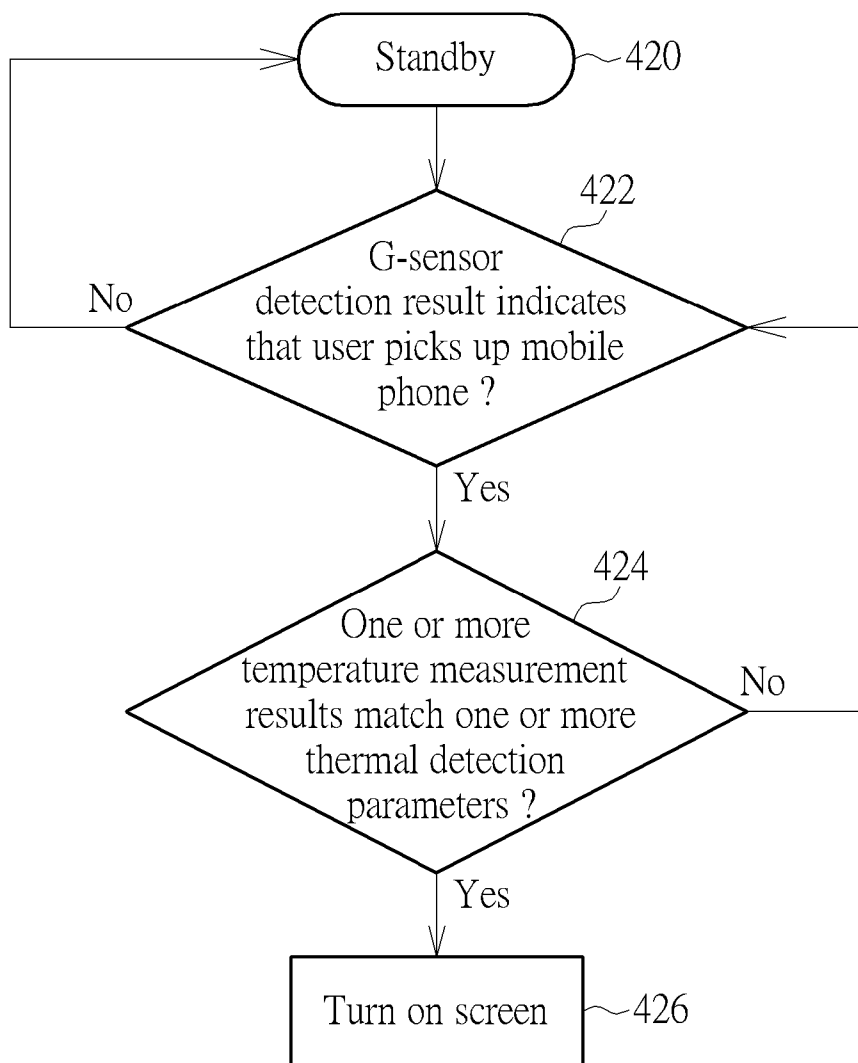 Standby
420
422
G-sensor
detection result indicates
that user picks up mobile
phone ?
No
Yes
424
One or more
temperature measurement
results match one or more
thermal detection
parameters ?
No
Yes
Turn on screen
426